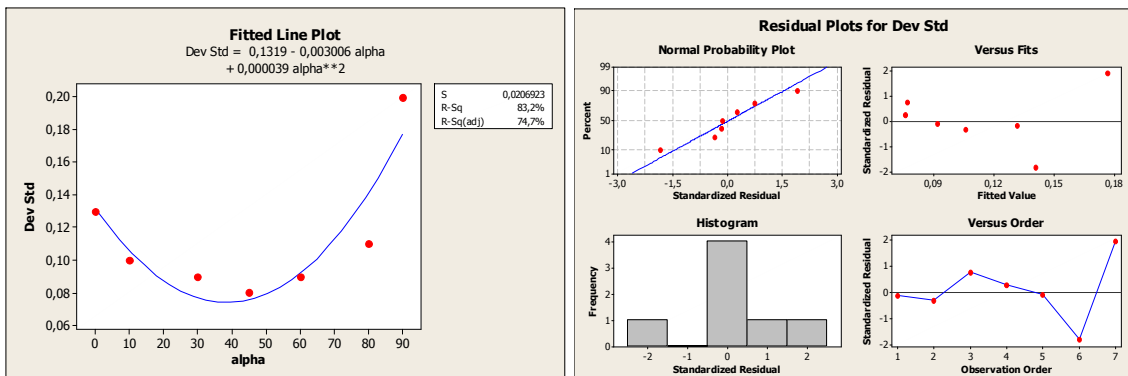 Fitted Line Plot
Dev Std = 0,1319 - 0,003006 alpha
+ 0,000039 alpha**2
S 0,0206923
R-Sq 83,2%
R-Sq(adj) 74,7%
0,20
0,18
0,16
0,14
0,12
0,10
0,08
0,06
Dev Std
0 10 20 30 40 50 60 70 80 90
alpha
Residual Plots for Dev Std
Normal Probability Plot
99
90
50
10
1
Percent
-3,0 -1,5 0,0 1,5 3,0
Standardized Residual
Versus Fits
2
1
0
-1
-2
Standardized Residual
0,09 0,12 0,15 0,18
Fitted Value
Histogram
4
3
2
1
0
Frequency
-2 -1 0 1 2
Standardized Residual
Versus Order
2
1
0
-1
-2
Standardized Residual
1 2 3 4 5 6 7
Observation Order